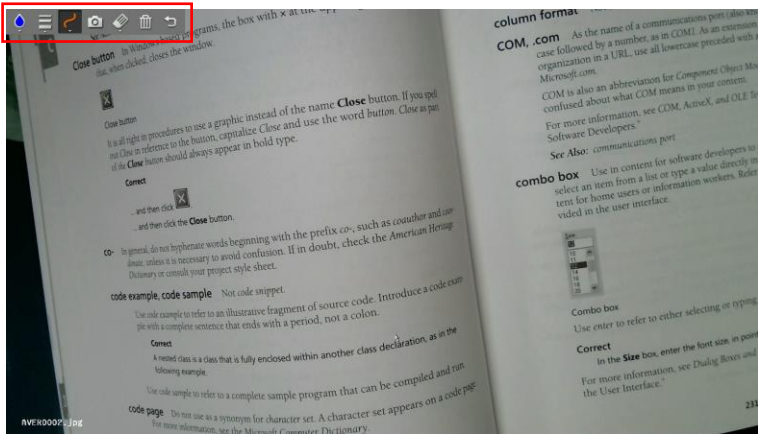 Close button In Windows-based programs, the box with × at the
that, when clicked, closes the window.
Close button
It is all right in procedures to use a graphic instead of the name Close button. If you spell
out Close in reference to the button, capitalize Close and use the word button. Close as part
of the Close button should always appear in bold type.
Correct
... and then click
... and then click the Close button.
co- In general, do not hyphenate words beginning with the prefix co-, such as coauthor and
unless it is necessary to avoid confusion. If in doubt, check the American Heritage
Dictionary or consult your project style sheet.
code example, code sample Not code snippet.
Use code example to refer to an illustrative fragment of source code. Introduce a code exam-
ple with a complete sentence that ends with a period, not a colon.
Correct
A nested class is a class that is fully enclosed within another class declaration, as in the
following example.
Use code sample to refer to a complete sample program that can be compiled and run.
code page Do not use as a synonym for character set. A character set appears on a code page.
For more information, see the Microsoft Computer Dictionary.
AVER0002.jpg
column format
COM, .com As the name of a communications port (also
case followed by a number, as in COM1. As an extension
organization in a URL, use all lowercase preceded with a
Microsoft.com.
COM is also an abbreviation for Component Object
confused about what COM means in your content.
For more information, see COM, ActiveX, and OLE
Software Developers."
See Also: communications port
combo box Use in content for software developers to
select an item from a list or type a value directly in
tent for home users or information workers. Refer
vided in the user interface.
Combo box
Use enter to refer to either selecting or typing
Correct
In the Size box, enter the font size, in
For more information, see Dialog Boxes and
the User Interface."
231